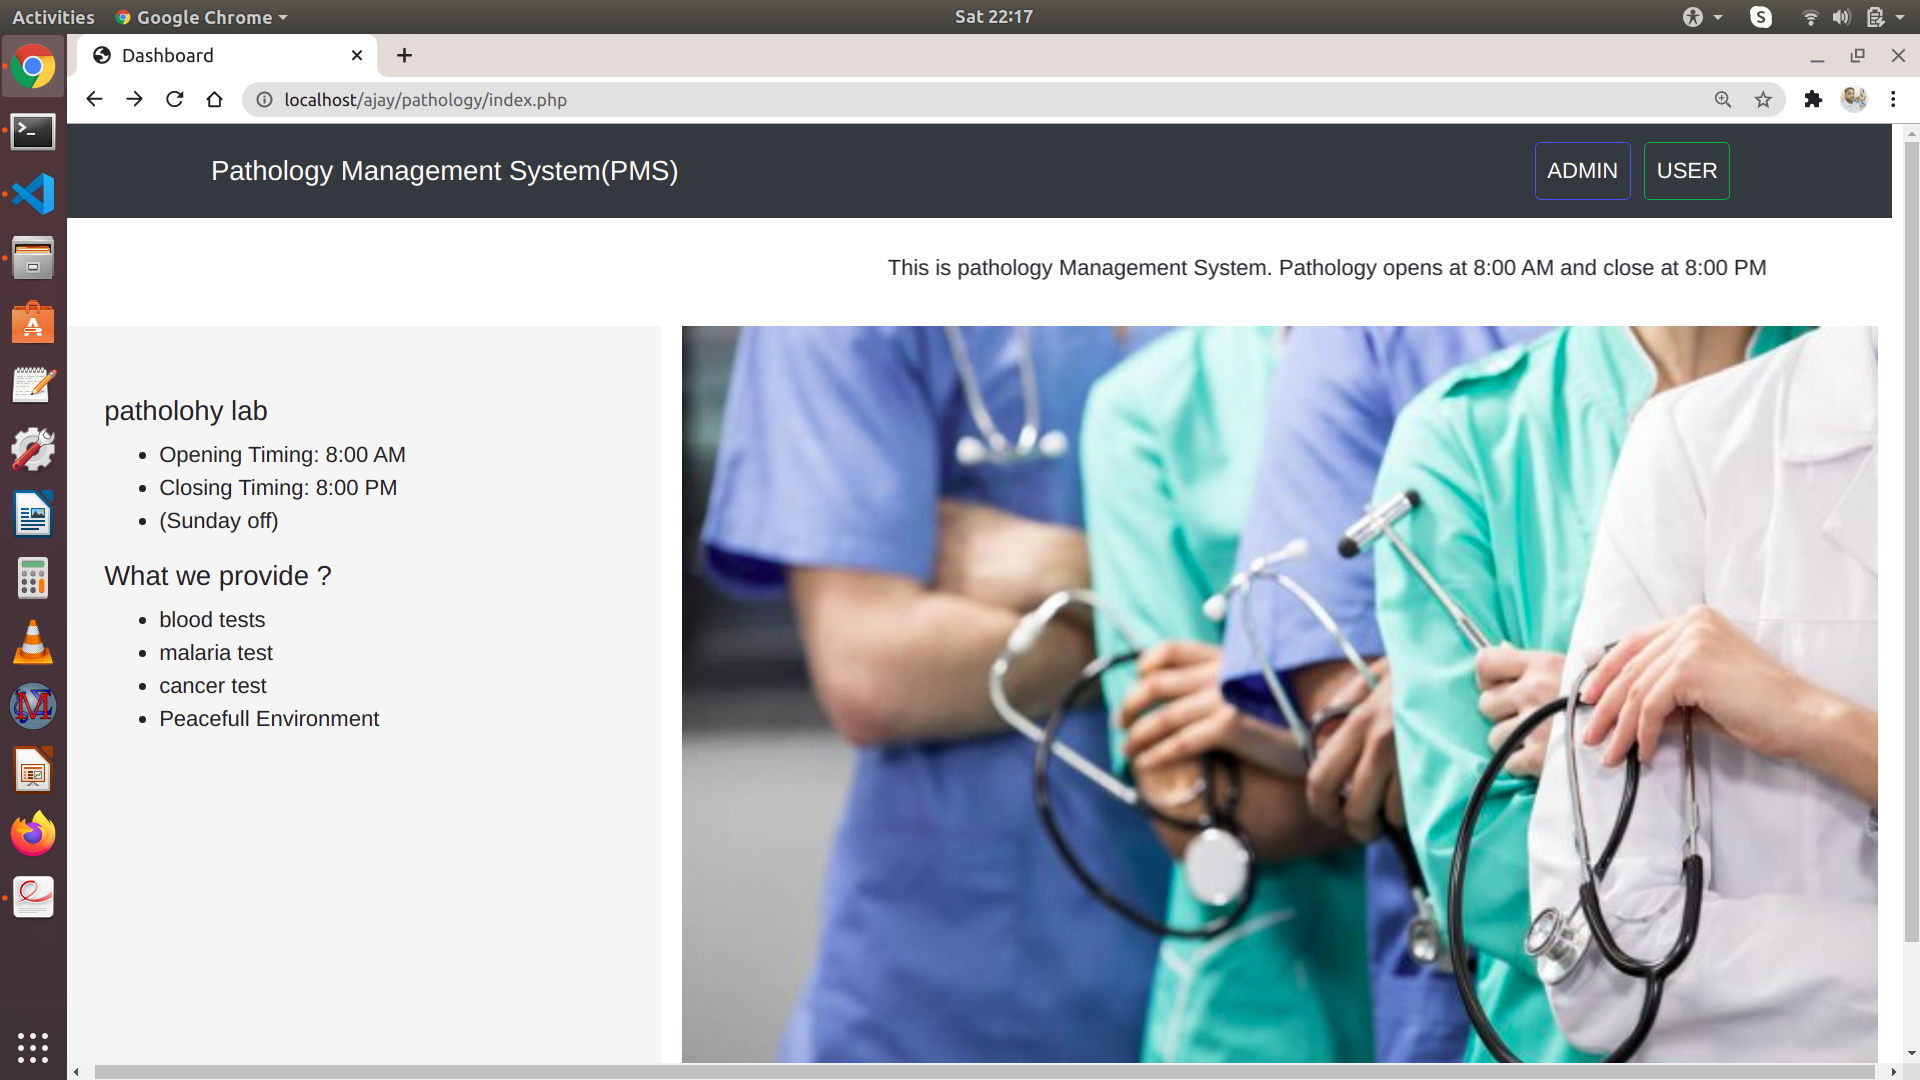 Activities
Google Chrome
Sat 22:17
S
Dashboard
localhost/ajay/pathology/index.php
Pathology Management System(PMS)
ADMIN
USER
This is pathology Management System. Pathology opens at 8:00 AM and close at 8:00 PM
patholohy lab
Opening Timing: 8:00 AM
Closing Timing: 8:00 PM
(Sunday off)
What we provide ?
blood tests
malaria test
cancer test
Peacefull Environment